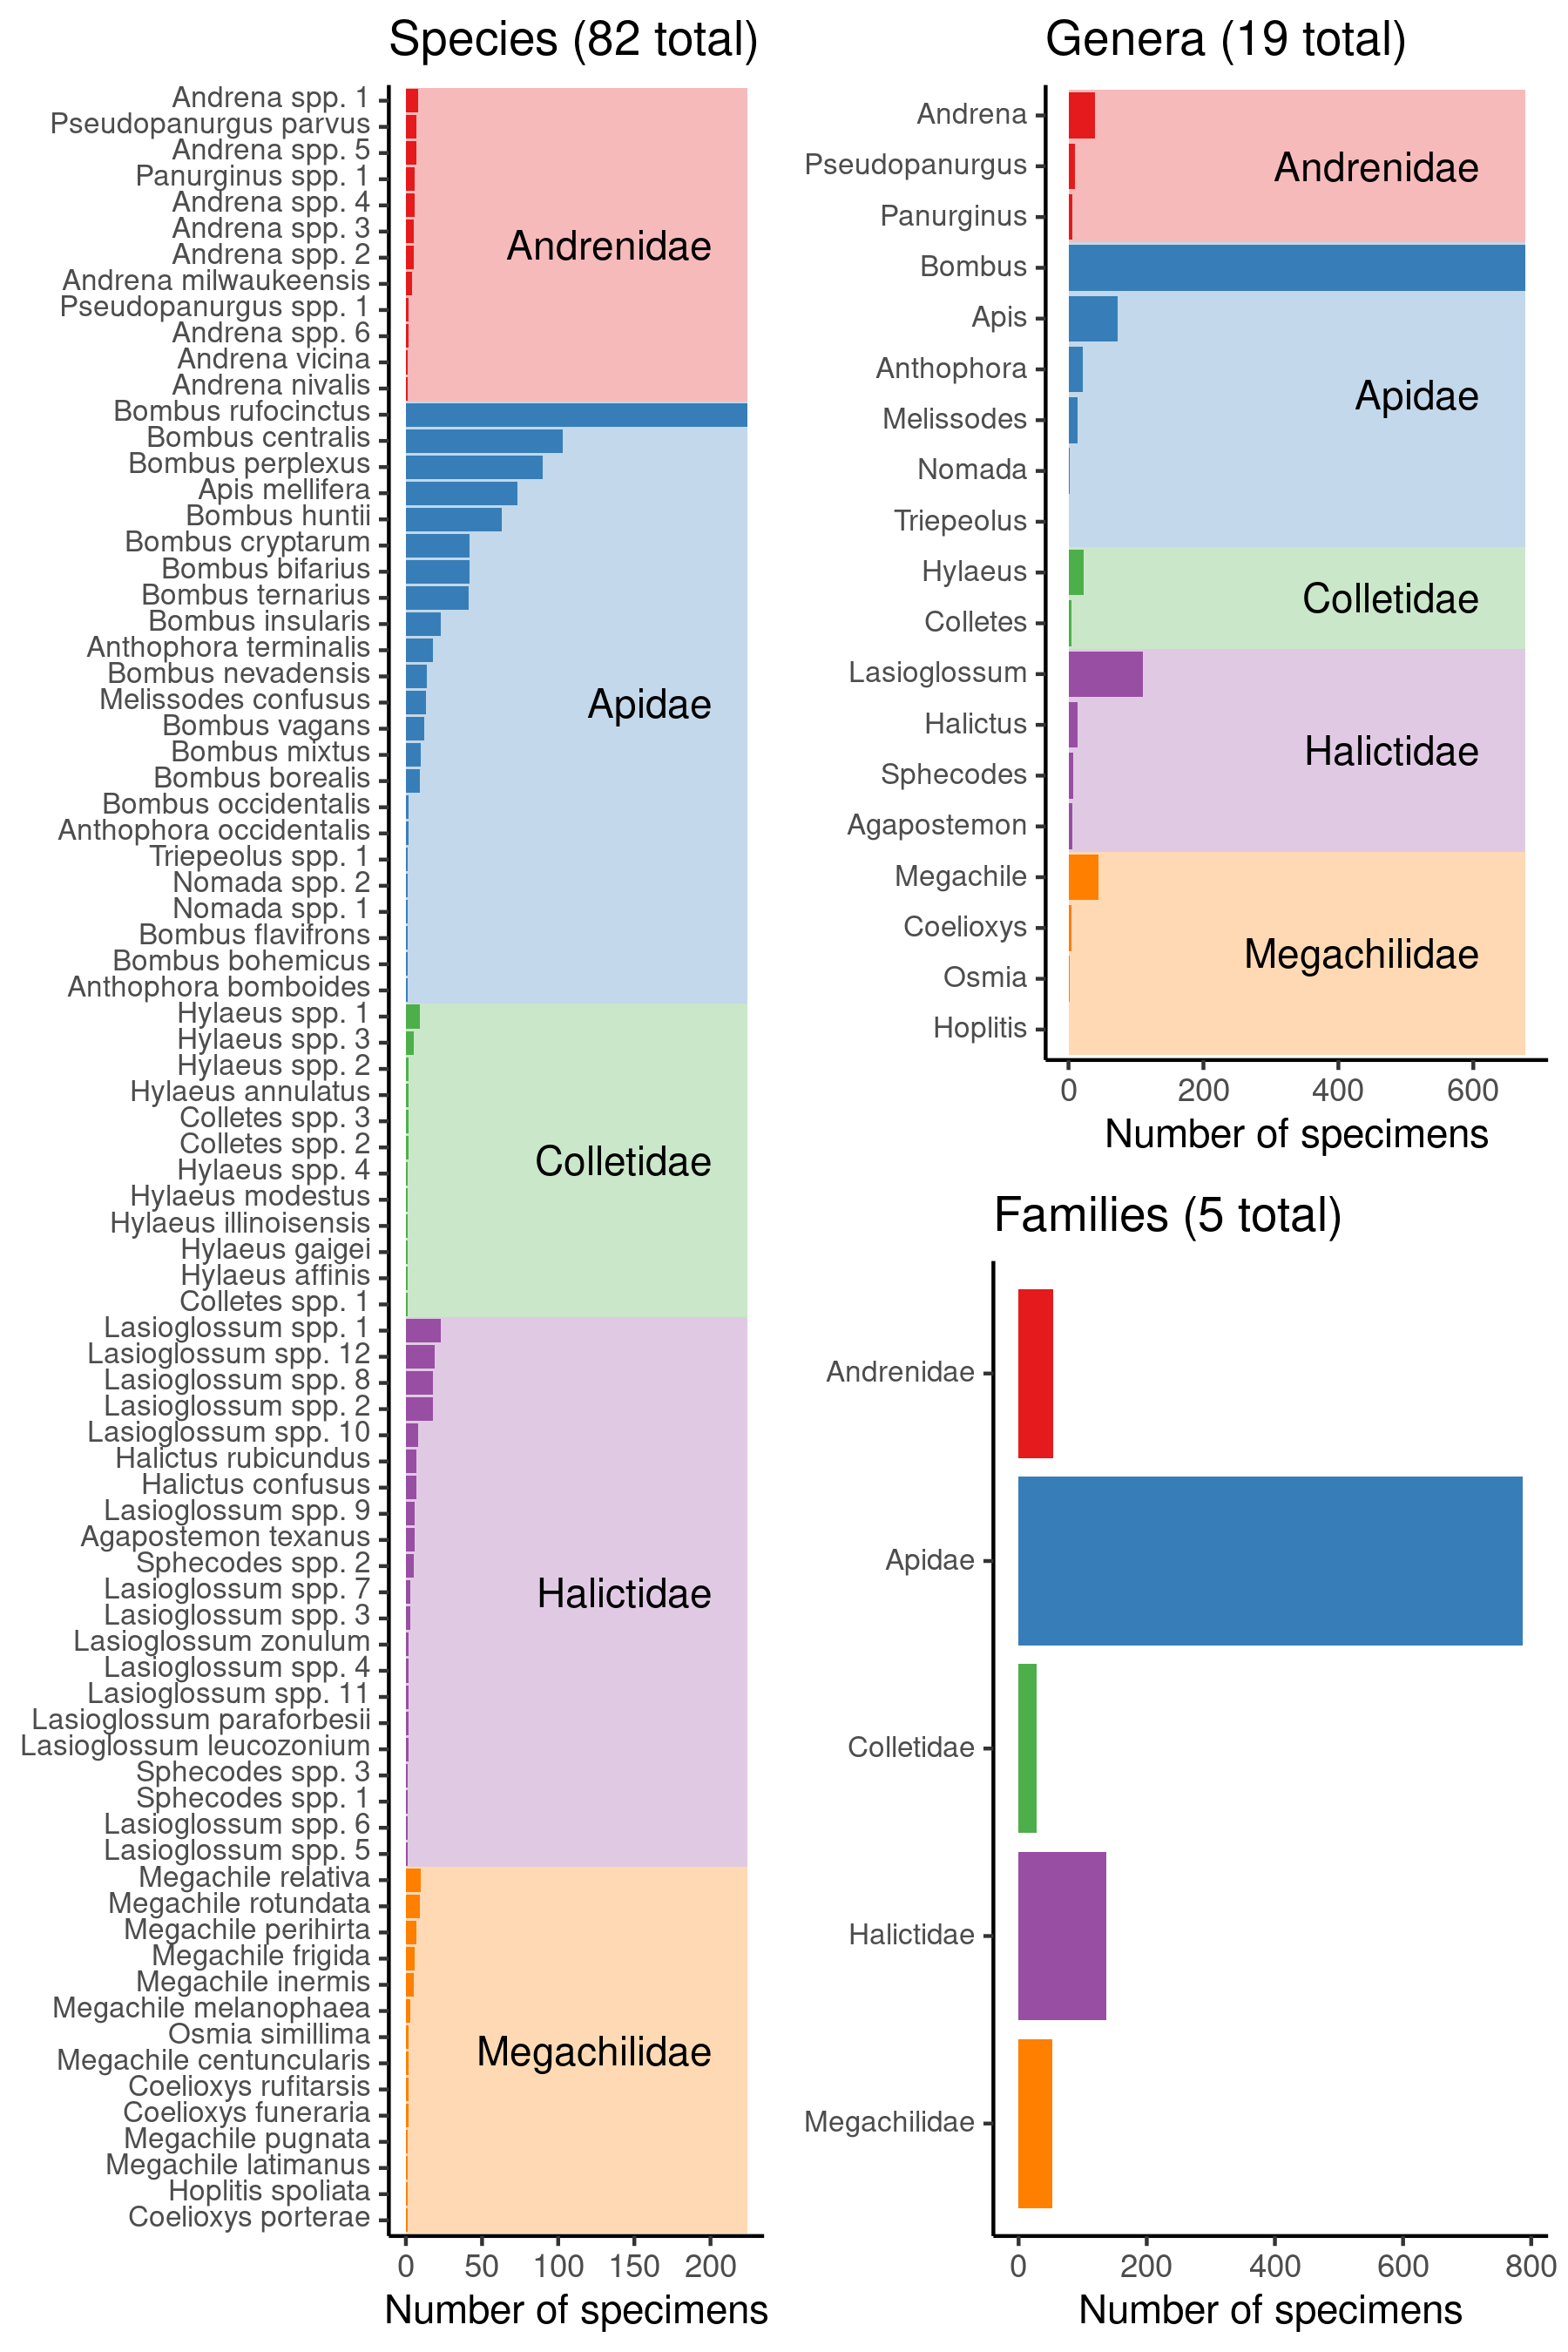 Species (82 total)
Andrena spp. 1
Pseudopanurgus parvus
Andrena spp. 5
Panurginus spp. 1
Andrena spp. 4
Andrena spp. 3
Andrena spp. 2
Andrena milwaukeensis
Pseudopanurgus spp. 1
Andrena spp. 6
Andrena vicina
Andrena nivalis
Bombus rufocinctus
Bombus centralis
Bombus perplexus
Apis mellifera
Bombus huntii
Bombus cryptarum
Bombus bifarius
Bombus ternarius
Bombus insularis
Anthophora terminalis
Bombus nevadensis
Melissodes confusus
Bombus vagans
Bombus mixtus
Bombus borealis
Bombus occidentalis
Anthophora occidentalis
Triepeolus spp. 1
Nomada spp. 2
Nomada spp. 1
Bombus flavifrons
Bombus bohemicus
Anthophora bomboides
Hylaeus spp. 1
Hylaeus spp. 3
Hylaeus spp. 2
Hylaeus annulatus
Colletes spp. 3
Colletes spp. 2
Hylaeus spp. 4
Hylaeus modestus
Hylaeus illinoisensis
Hylaeus gaigei
Hylaeus affinis
Colletes spp. 1
Lasioglossum spp. 1
Lasioglossum spp. 12
Lasioglossum spp. 8
Lasioglossum spp. 2
Lasioglossum spp. 10
Halictus rubicundus
Halictus confusus
Lasioglossum spp. 9
Agapostemon texanus
Sphecodes spp. 2
Lasioglossum spp. 7
Lasioglossum spp. 3
Lasioglossum zonulum
Lasioglossum spp. 4
Lasioglossum spp. 11
Lasioglossum paraforbesii
Lasioglossum leucozonium
Sphecodes spp. 3
Sphecodes spp. 1
Lasioglossum spp. 6
Lasioglossum spp. 5
Megachile relativa
Megachile rotundata
Megachile perihirta
Megachile frigida
Megachile inermis
Megachile melanophaea
Osmia simillima
Megachile centuncularis
Coelioxys rufitarsis
Coelioxys funeraria
Megachile pugnata
Megachile latimanus
Hoplitis spoliata
Coelioxys porterae
Andrenidae
Apidae
Colletidae
Halictidae
Megachilidae
0 50 100 150 200
Number of specimens
Genera (19 total)
Andrena
Pseudopanurgus
Panurginus
Bombus
Apis
Anthophora
Melissodes
Nomada
Triepeolus
Hylaeus
Colletes
Lasioglossum
Halictus
Sphecodes
Agapostemon
Megachile
Coelioxys
Osmia
Hoplitis
Andrenidae
Apidae
Colletidae
Halictidae
Megachilidae
0 200 400 600
Number of specimens
Families (5 total)
Andrenidae
Apidae
Colletidae
Halictidae
Megachilidae
0 200 400 600 800
Number of specimens